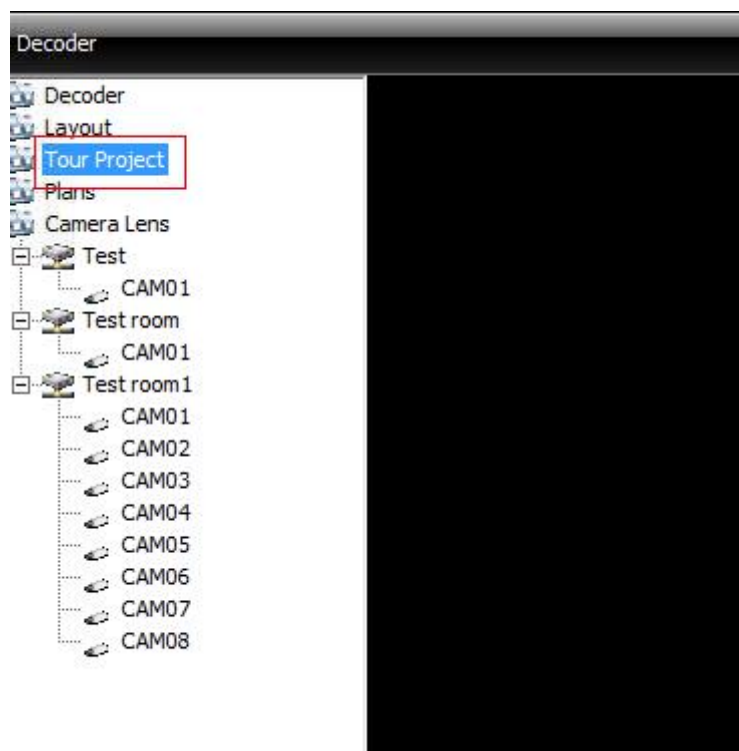 Decoder
Decoder
Layout
Tour Project
Plans
Camera Lens
Test
CAM01
Test room
CAM01
Test room1
CAM01
CAM02
CAM03
CAM04
CAM05
CAM06
CAM07
CAM08